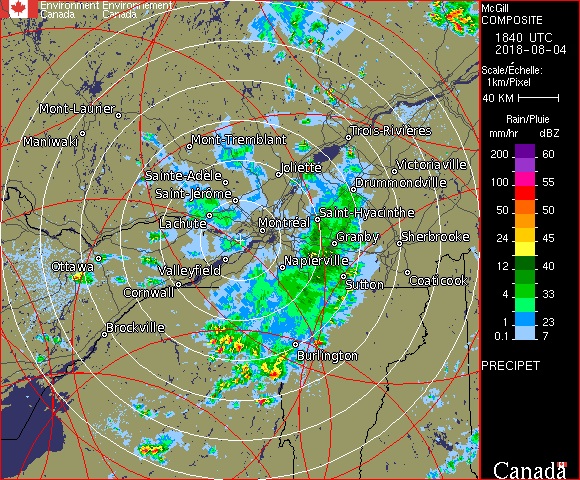 Environment Environnement
Canada Canada
McGill
COMPOSITE
1840 UTC
2018-08-04
Scale/Échelle:
1km/Pixel
40 KM
Rain/Pluie
mm/hr dBZ
200 60
100 55
50 50
24 45
12 40
4 33
1 23
0.1 7
PRECIPET
Mont-Laurier
Maniwaki
Mont-Tremblant
Trois-Rivières
Sainte-Adèle
Joliette
Victoriaville
Saint-Jérôme
Drummondville
Lachute
Saint-Hyacinthe
Montréal
Granby
Sherbrooke
Ottawa
Valleyfield
Napierville
Sutton
Coaticook
Cornwall
Brockville
Burlington
Canada